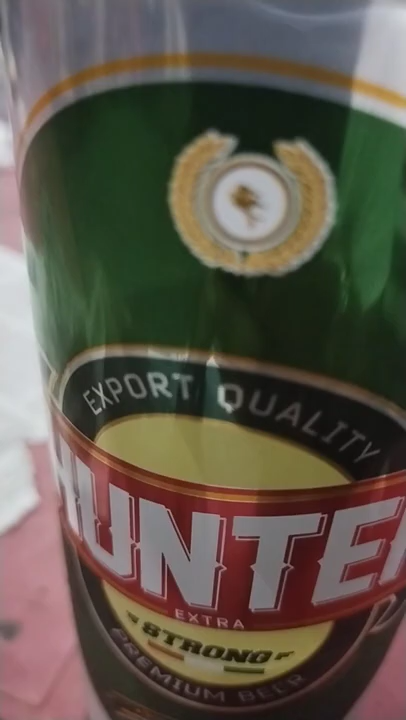 EXPORT QUALITY
HUNTE
EXTRA
STRONG
PREMIUM BEER